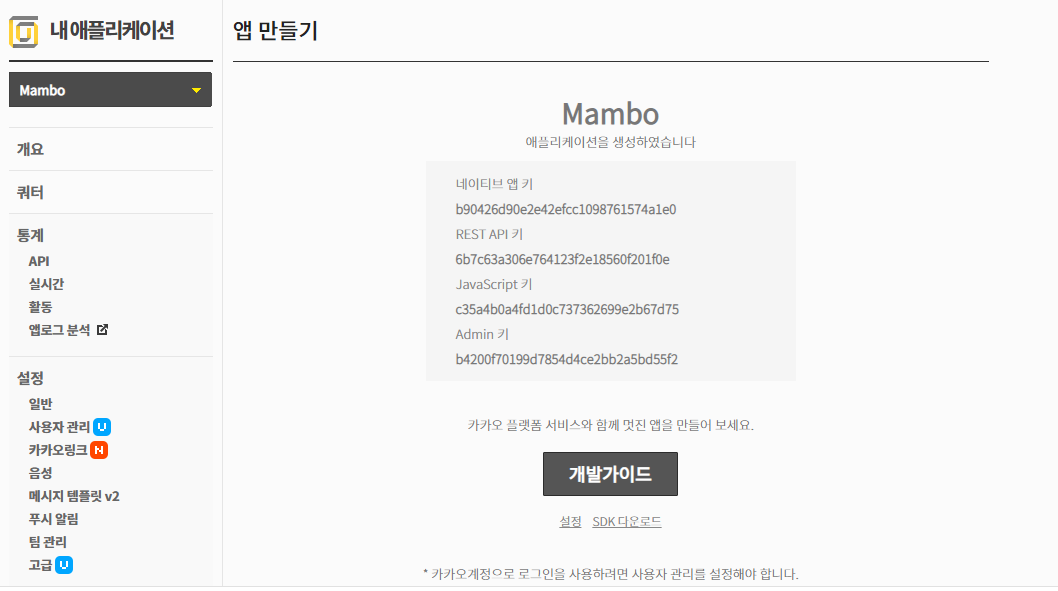 내 애플리케이션
앱 만들기
Mambo
개요
쿼터
통계
API
실시간
활동
앱로그 분석
설정
일반
사용자 관리 U
카카오링크 N
음성
메시지 템플릿 v2
푸시 알림
팀 관리
고급 U
Mambo
애플리케이션을 생성하였습니다
네이티브 앱 키
b90426d90e2e42efcc1098761574a1e0
REST API 키
6b7c63a306e764123f2e18560f201f0e
JavaScript 키
c35a4b0a4fd1d0c737362699e2b67d75
Admin 키
b4200f70199d7854d4ce2bb2a5bd55f2
카카오 플랫폼 서비스와 함께 멋진 앱을 만들어 보세요.
개발가이드
설정 SDK 다운로드
* 카카오계정으로 로그인을 사용하려면 사용자 관리를 설정해야 합니다.